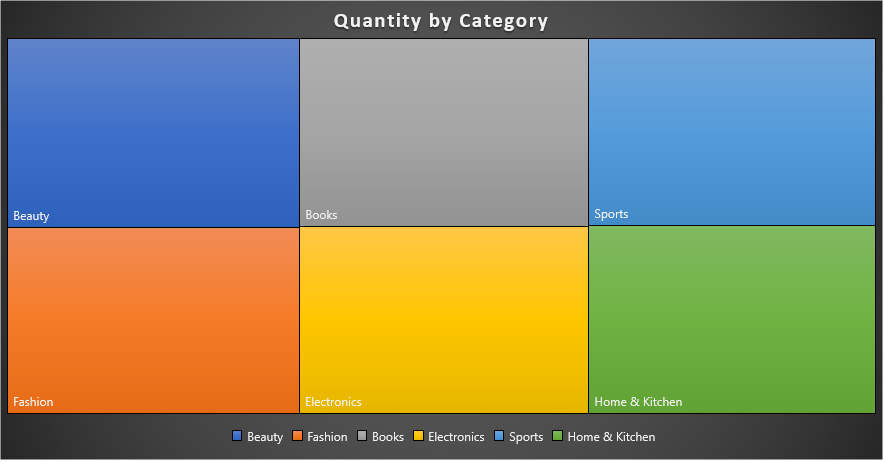 Quantity by Category
Beauty
Books
Sports
Fashion
Electronics
Home & Kitchen
Beauty Fashion Books Electronics Sports Home & Kitchen